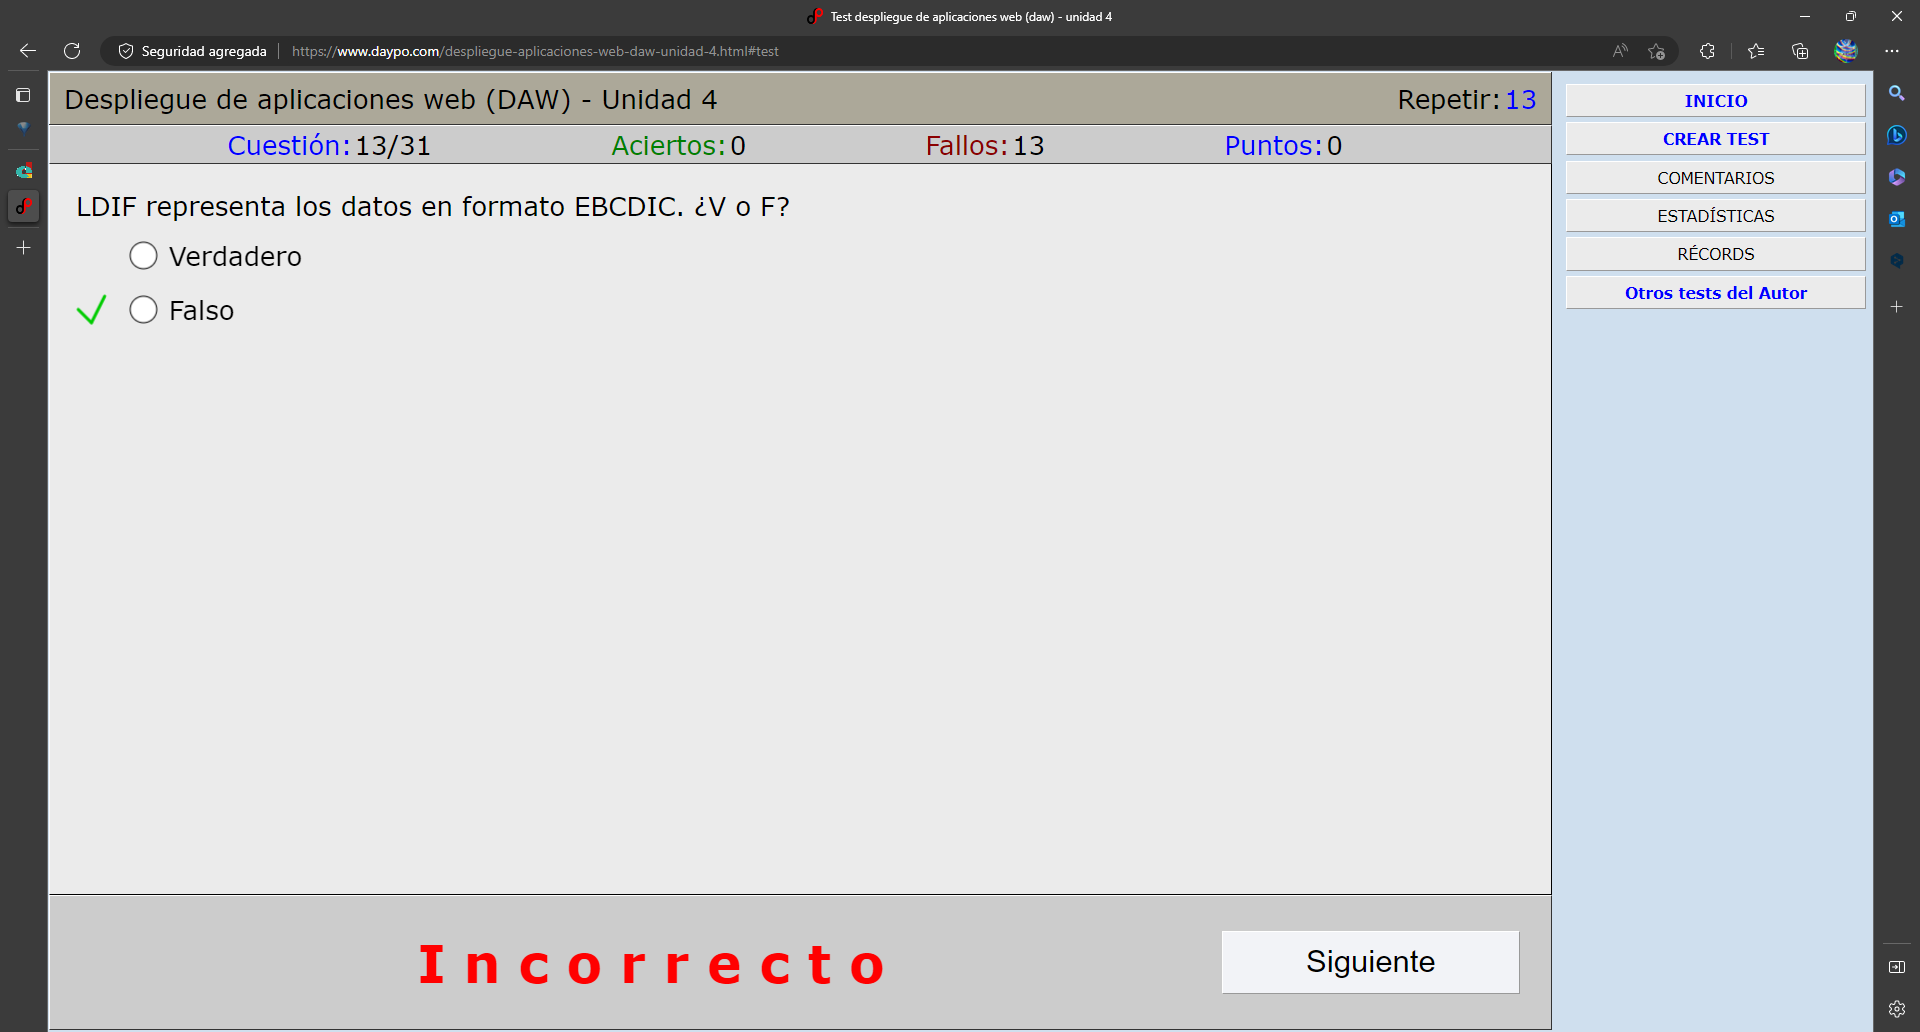 Test despliegue de aplicaciones web (daw) - unidad 4
Seguridad agregada
https://www.daypo.com/despliegue-aplicaciones-web-daw-unidad-4.html#test
Despliegue de aplicaciones web (DAW) - Unidad 4
Repetir: 13
Cuestión: 13/31
Aciertos: 0
Fallos: 13
Puntos: 0
LDIF representa los datos en formato EBCDIC. ¿V o F?
Verdadero
Falso
Incorrecto
Siguiente
INICIO
CREAR TEST
COMENTARIOS
ESTADÍSTICAS
RÉCORDS
Otros tests del Autor